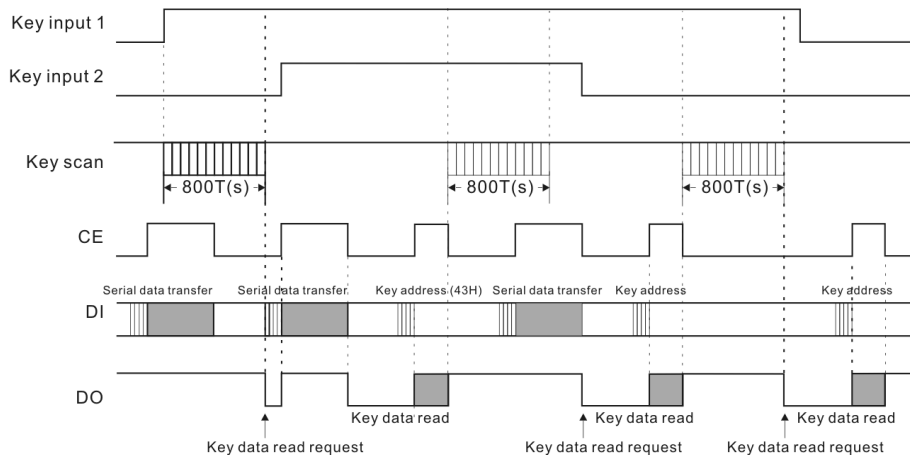 Key input 1
Key input 2
Key scan
800T(s) 800T(s) 800T(s)
CE
Serial data transfer Serial data transfer Key address (43H) Serial data transfer Key address Key address
DI
DO
Key data read Key data read Key data read
Key data read request Key data read request Key data read request